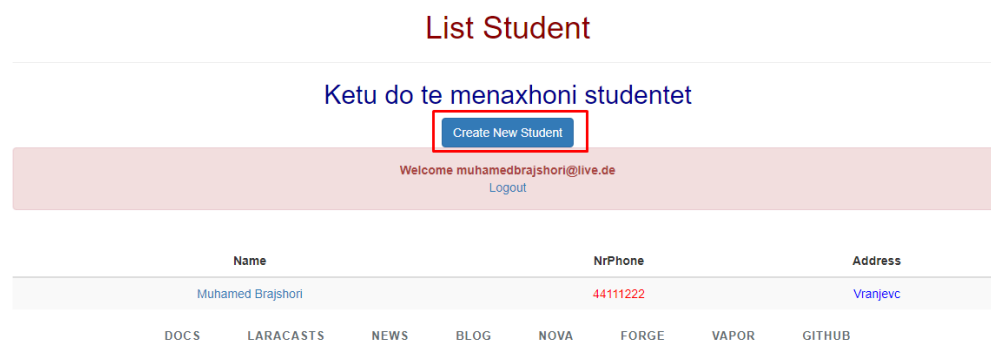 List Student
Ketu do te menaxhoni studentet
Create New Student
Welcome muhamedbrajshori@live.de
Logout
Name NrPhone Address
Muhamed Brajshori 44111222 Vranjevc
DOCS LARACASTS NEWS BLOG NOVA FORGE VAPOR GITHUB